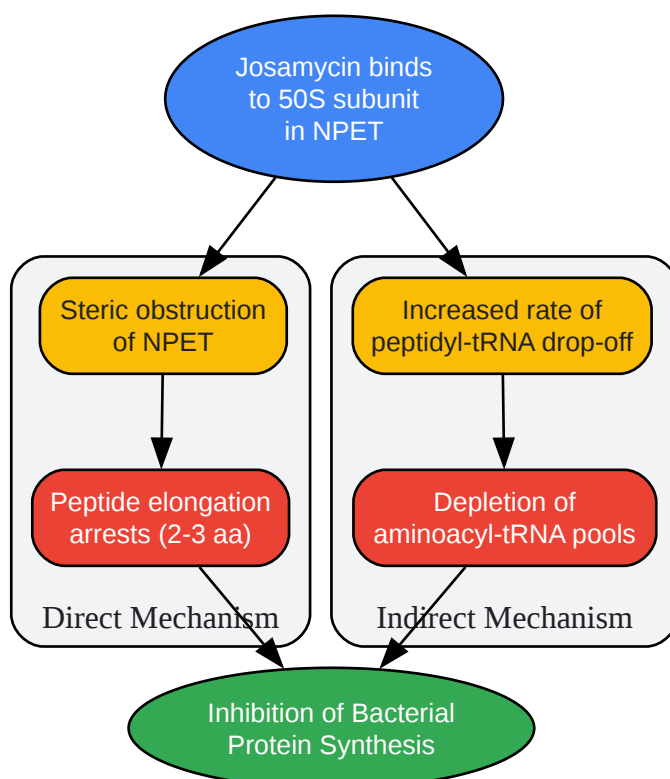 Josamycin binds
to 50S subunit
in NPET
Steric obstruction
of NPET
Increased rate of
peptidyl-tRNA drop-off
Peptide elongation
arrests (2-3 aa)
Depletion of
aminoacyl-tRNA pools
Direct Mechanism
Indirect Mechanism
Inhibition of Bacterial
Protein Synthesis